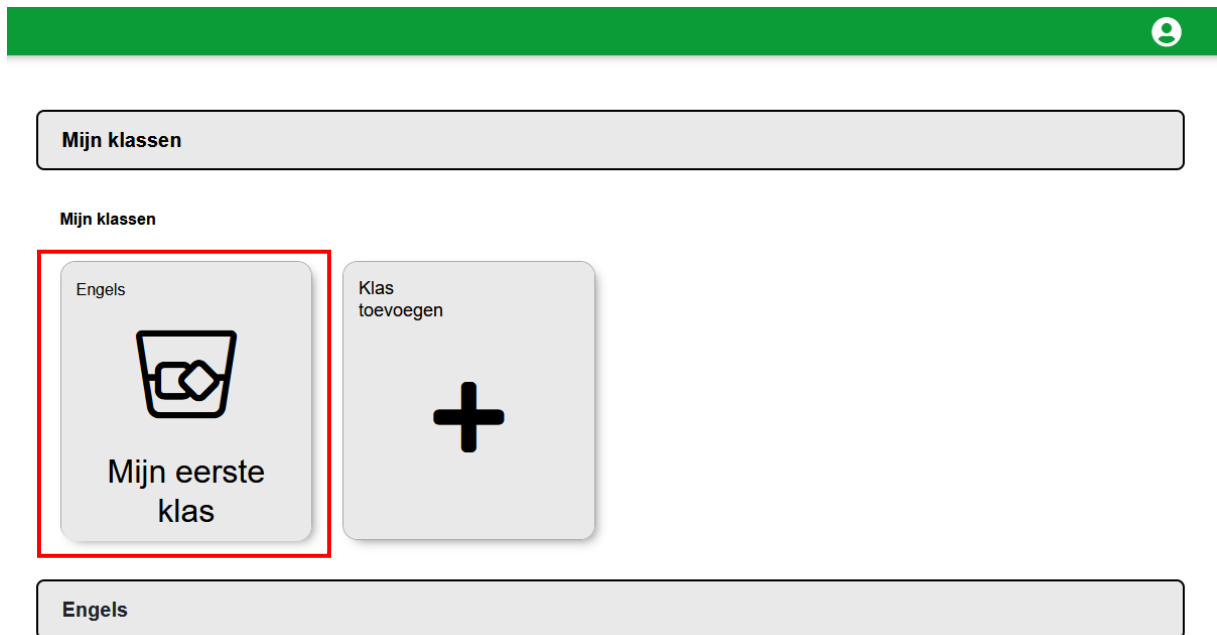 Mijn klassen
Mijn klassen
Engels
Mijn eerste
klas
Klas
toevoegen
Engels